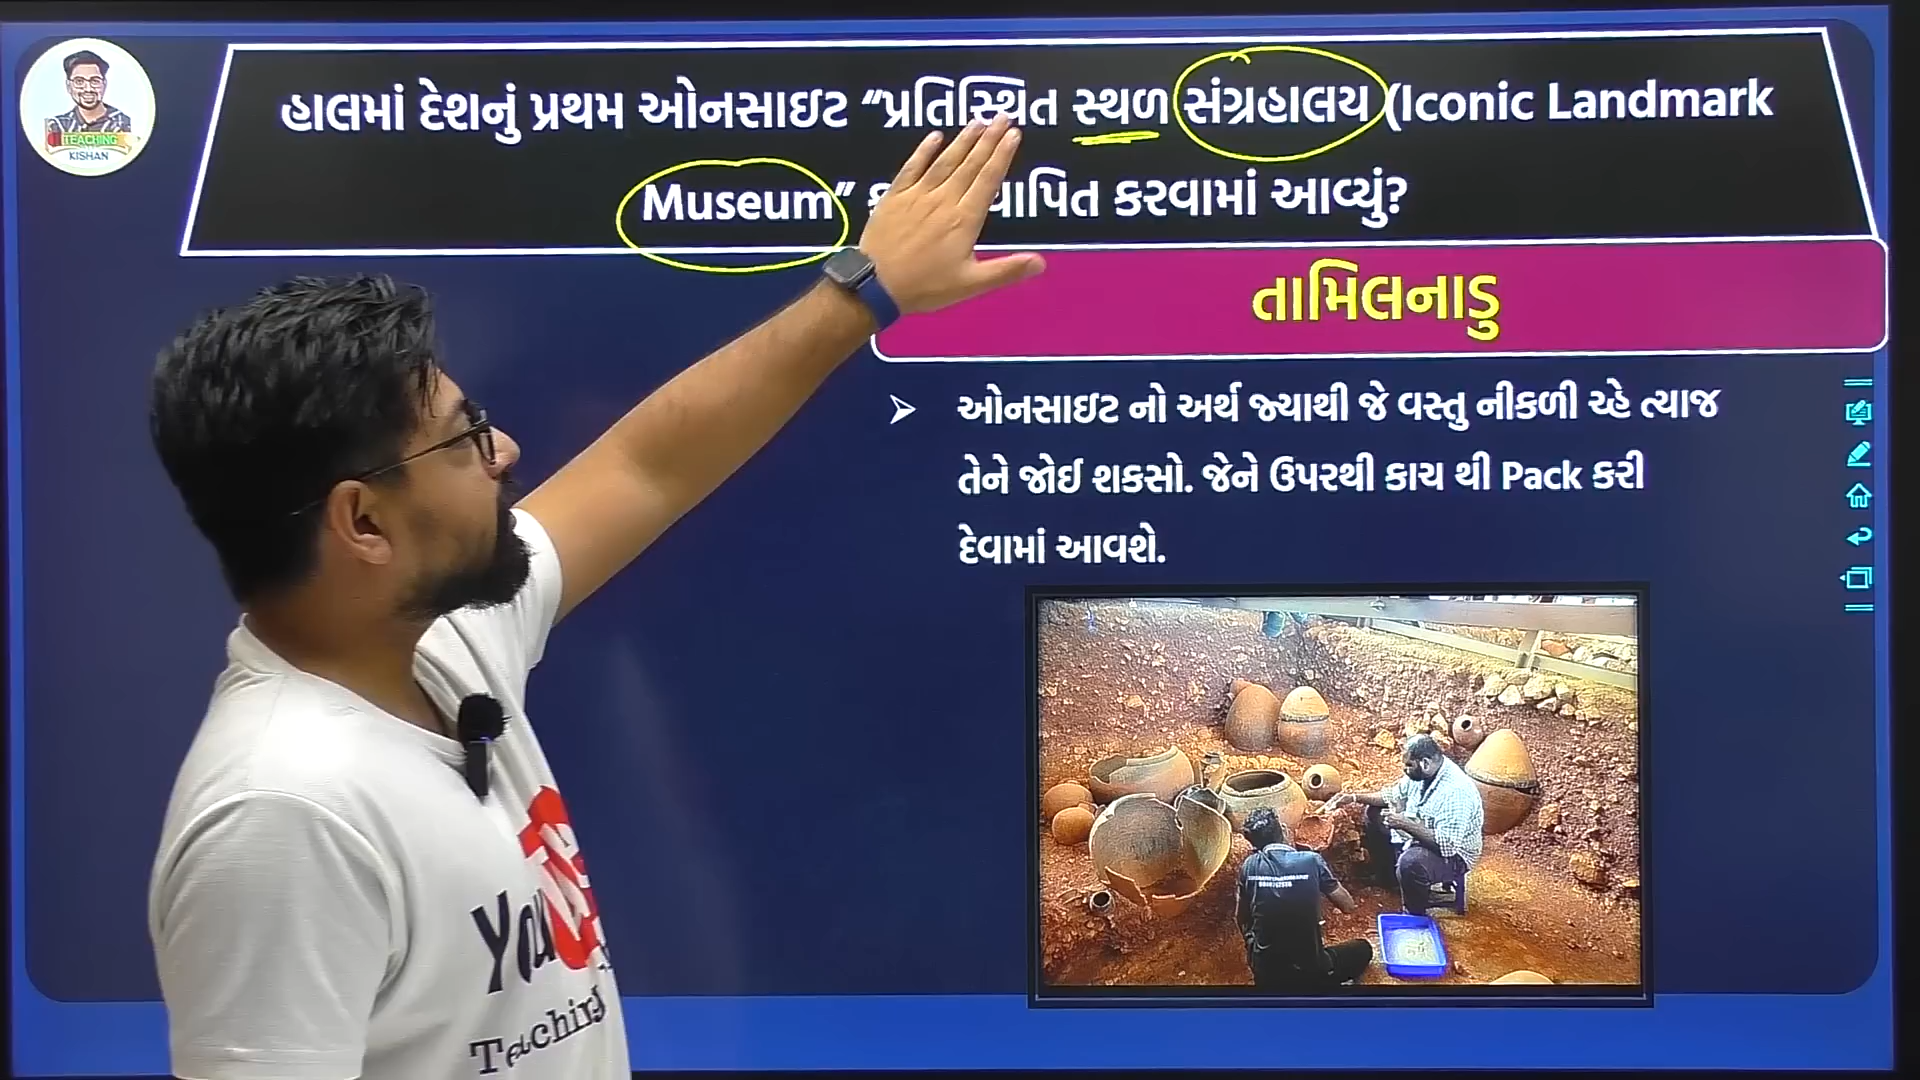 હાલમાં દેશનું પ્રથમ ઓનસાઇટ “પ્રતિસ્થિત સ્થળ સંગ્રહાલય (Iconic Landmark
Museum” સ્થાપિત કરવામાં આવ્યું?
તામિલનાડુ
➢ ઓનસાઇટ નો અર્થ જ્યાથી જે વસ્તુ નીકળી ચ્હે ત્યાજ
તેને જોઈ શકસો. જેને ઉપરથી કાચ થી Pack કરી
દેવામાં આવશે.
TEACHING
KISHAN
You
Teaching